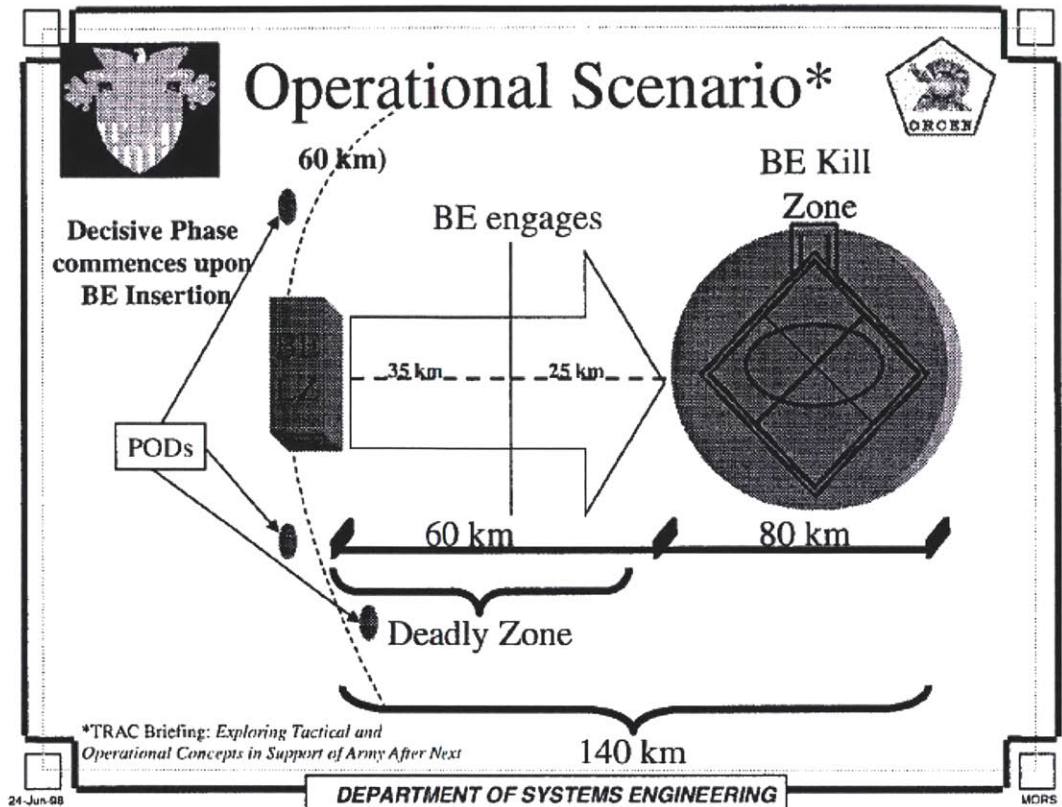 Operational Scenario*
ORCEN
60 km)
BE Kill
Zone
BE engages
Decisive Phase
commences upon
BE Insertion
35 km
25 km
PODs
60 km
80 km
Deadly Zone
140 km
*TRAC Briefing: Exploring Tactical and
Operational Concepts in Support of Army After Next
24-Jun-98
DEPARTMENT OF SYSTEMS ENGINEERING
MORS